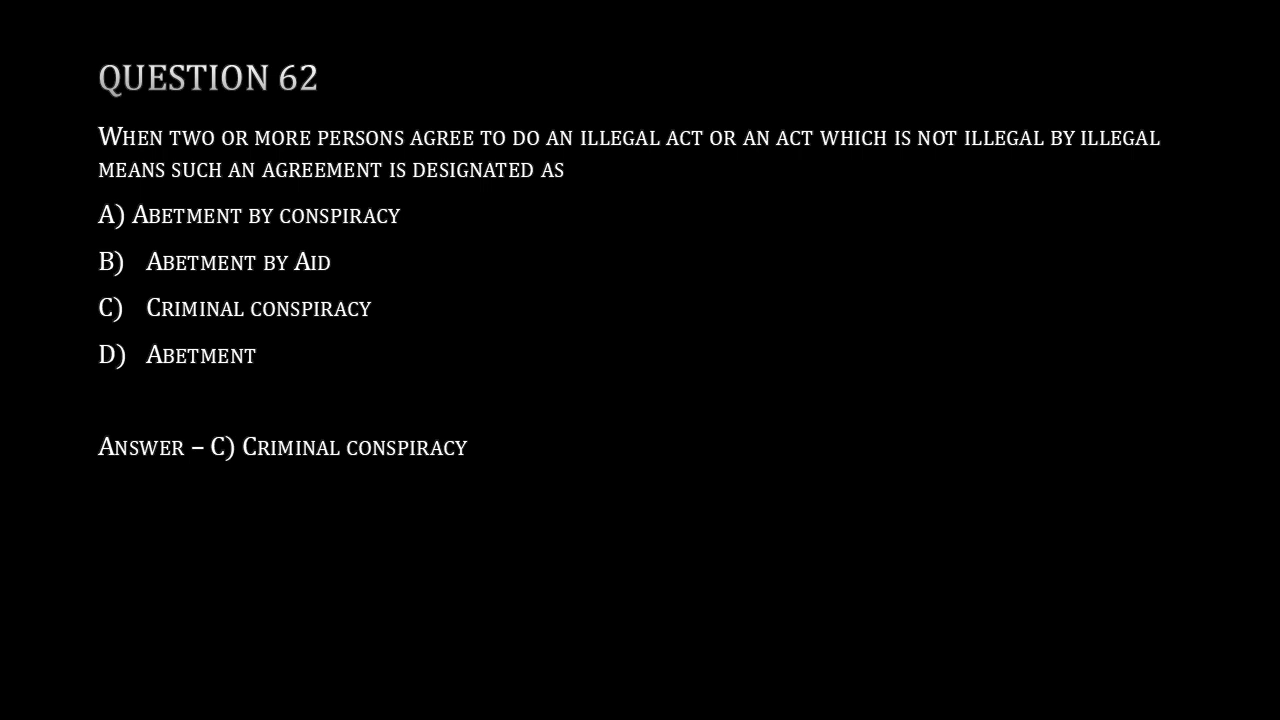 QUESTION 62
When two or more persons agree to do an illegal act or an act which is not illegal by illegal
means such an agreement is designated as
A) Abetment by conspiracy
B) Abetment by Aid
C) Criminal conspiracy
D) Abetment
Answer – C) Criminal conspiracy